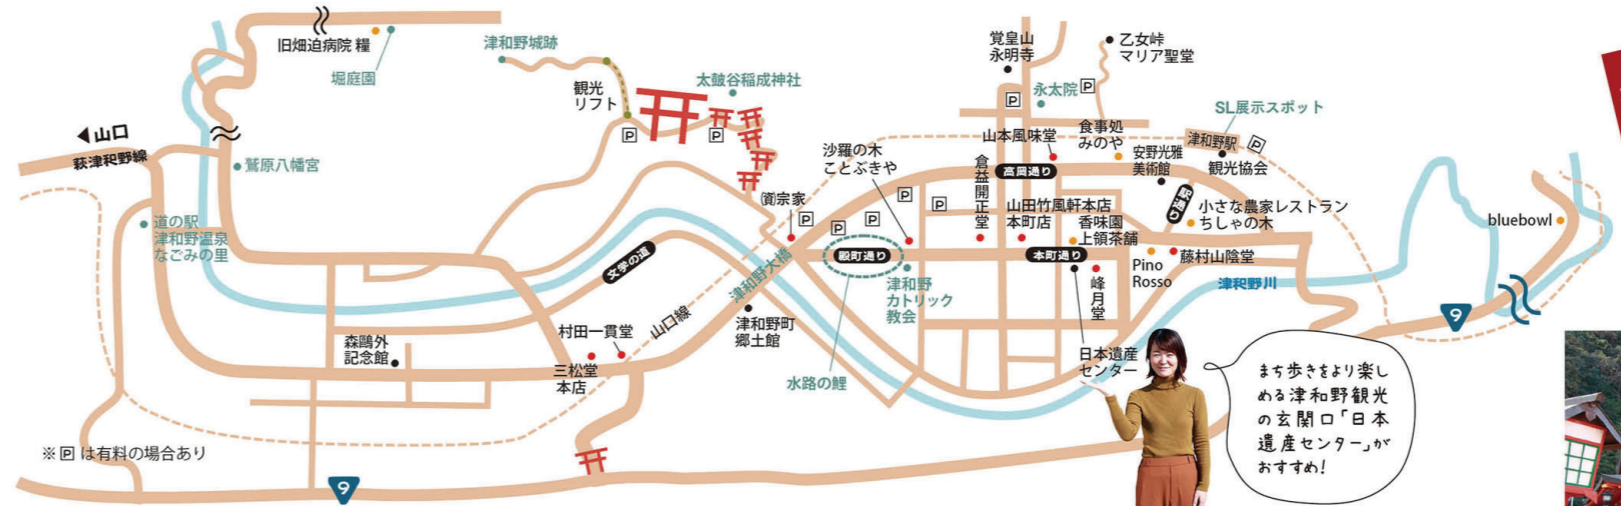 旧畑迫病院 糧
堀庭園
津和野城跡
観光
リフト
太皷谷稲成神社
P
P
覚皇山
永明寺
乙女峠
マリア聖堂
永太院
P
P
SL展示スポット
津和野駅
P
観光協会
◀山口
萩津和野線
鷲原八幡宮
道の駅
津和野温泉
なごみの里
文学の道
山口線
津和野大橋
㈾宗家
沙羅の木
ことぶきや
P
P
P
P
P
倉益開正堂
山本風味堂
食事処
みのや
高岡通り
安野光雅
美術館
駅通り
小さな農家レストラン
ちしゃの木
山田竹風軒本店
本町店
香味園
上領茶舗
殿町通り
本町通り
津和野
カトリック
教会
Pino
Rosso
藤村山陰堂
峰月堂
津和野川
bluebowl
9
森鷗外
記念館
村田一貫堂
三松堂
本店
津和野町
郷土館
水路の鯉
日本遺産
センター
まち歩きをより楽し
める津和野観光
の玄関口「日本
遺産センター」が
おすすめ!
※Pは有料の場合あり
9